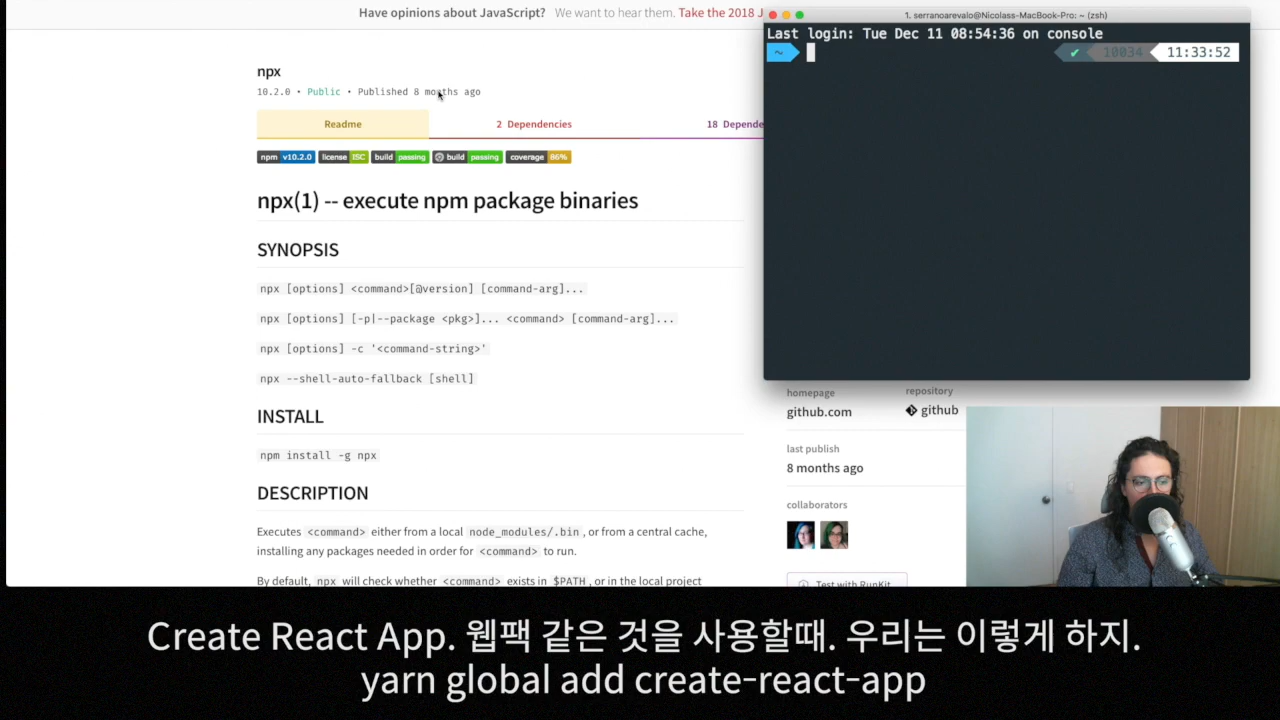 Have opinions about JavaScript? We want to hear them. Take the 2018 J
1. serranoarevalo@Nicolass-MacBook-Pro: ~ (zsh)
Last login: Tue Dec 11 08:54:36 on console
~
✔ 10034 11:33:52
npx
10.2.0 • Public • Published 8 months ago
Readme
2 Dependencies
18 Depende
npm v10.2.0 license ISC build passing build passing coverage 86%
npx(1) -- execute npm package binaries
SYNOPSIS
npx [options] <command>[@version] [command-arg]...
npx [options] [-p|--package <pkg>]... <command> [command-arg]...
npx [options] -c '<command-string>'
npx --shell-auto-fallback [shell]
INSTALL
npm install -g npx
DESCRIPTION
Executes <command> either from a local node_modules/.bin, or from a central cache,
installing any packages needed in order for <command> to run.
By default, npx will check whether <command> exists in $PATH, or in the local project
homepage
github.com
repository
github
last publish
8 months ago
collaborators
Test with RunKit
Create React App. 웹팩 같은 것을 사용할때. 우리는 이렇게 하지.
yarn global add create-react-app